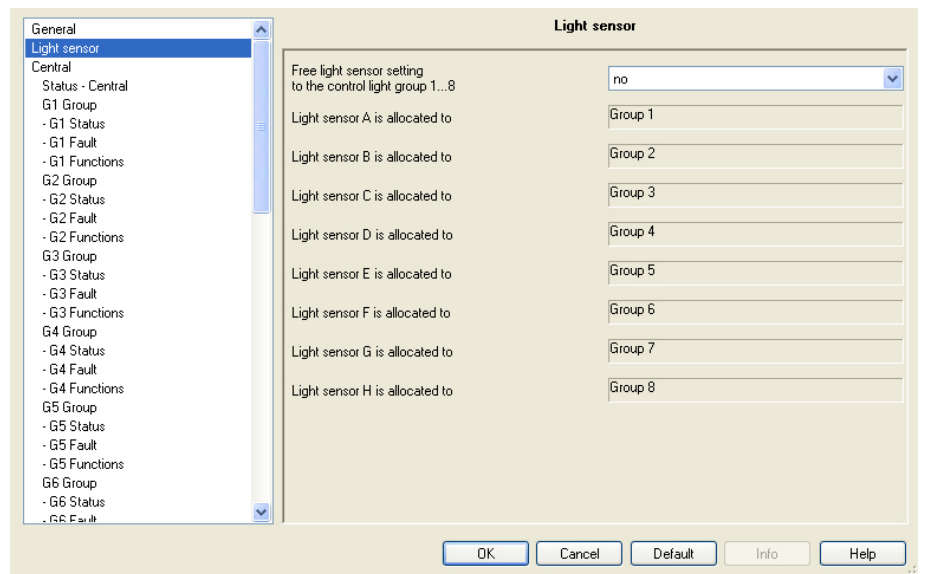 Light sensor
General
Light sensor
Central
Status - Central
G1 Group
- G1 Status
- G1 Fault
- G1 Functions
G2 Group
- G2 Status
- G2 Fault
- G2 Functions
G3 Group
- G3 Status
- G3 Fault
- G3 Functions
G4 Group
- G4 Status
- G4 Fault
- G4 Functions
G5 Group
- G5 Status
- G5 Fault
- G5 Functions
G6 Group
- G6 Status
- G6 Fault
Free light sensor setting
to the control light group 1...8
no
Light sensor A is allocated to Group 1
Light sensor B is allocated to Group 2
Light sensor C is allocated to Group 3
Light sensor D is allocated to Group 4
Light sensor E is allocated to Group 5
Light sensor F is allocated to Group 6
Light sensor G is allocated to Group 7
Light sensor H is allocated to Group 8
OK Cancel Default Info Help